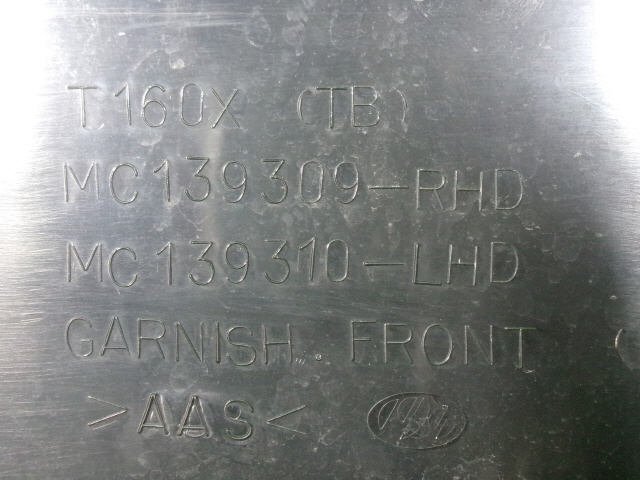 T160X (TB)
MC139309-RHD
MC139310-LHD
GARNISH. FRONT
>AAS<